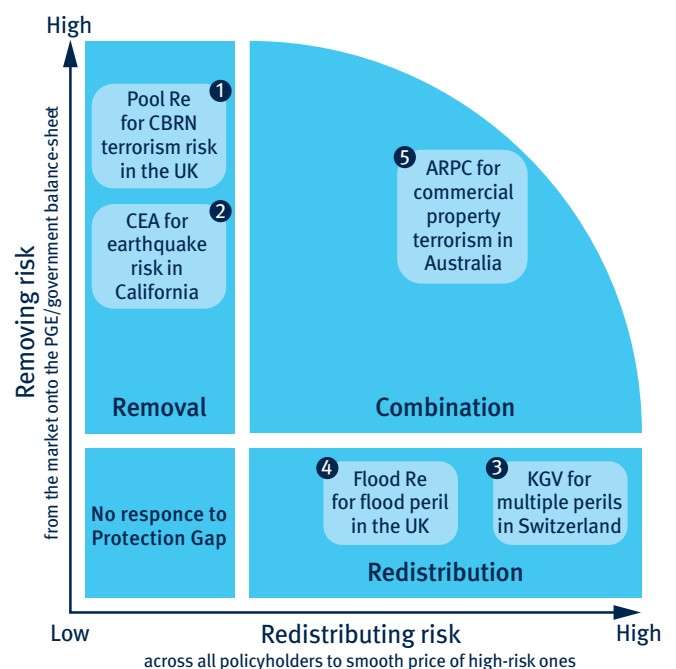 High
Removing risk
from the market onto the PGE/government balance-sheet
1
Pool Re
for CBRN
terrorism risk
in the UK
2
CEA for
earthquake
risk in
California
Removal
5
ARPC for
commercial
property
terrorism in
Australia
Combination
No responce to
Protection Gap
4
Flood Re
for flood peril
in the UK
3
KGV for
multiple perils
in Switzerland
Redistribution
Low
Redistributing risk
High
across all policyholders to smooth price of high-risk ones